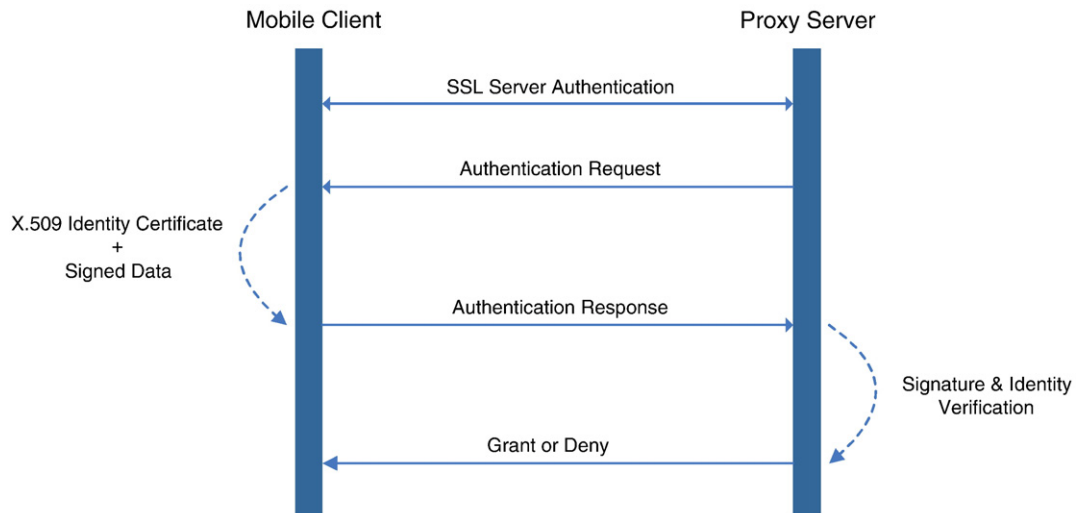 Mobile Client
Proxy Server
SSL Server Authentication
Authentication Request
X.509 Identity Certificate
+
Signed Data
Authentication Response
Signature & Identity
Verification
Grant or Deny